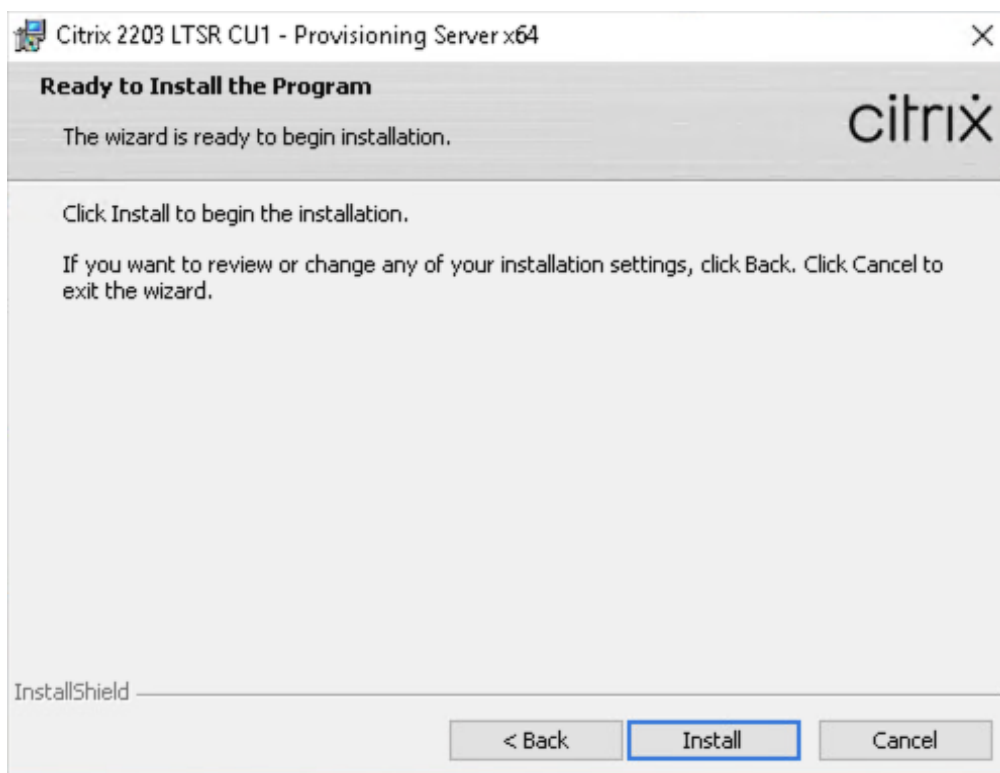 Citrix 2203 LTSR CU1 - Provisioning Server x64
Ready to Install the Program
citrix
The wizard is ready to begin installation.
Click Install to begin the installation.
If you want to review or change any of your installation settings, click Back. Click Cancel to
exit the wizard.
InstallShield
< Back
Install
Cancel